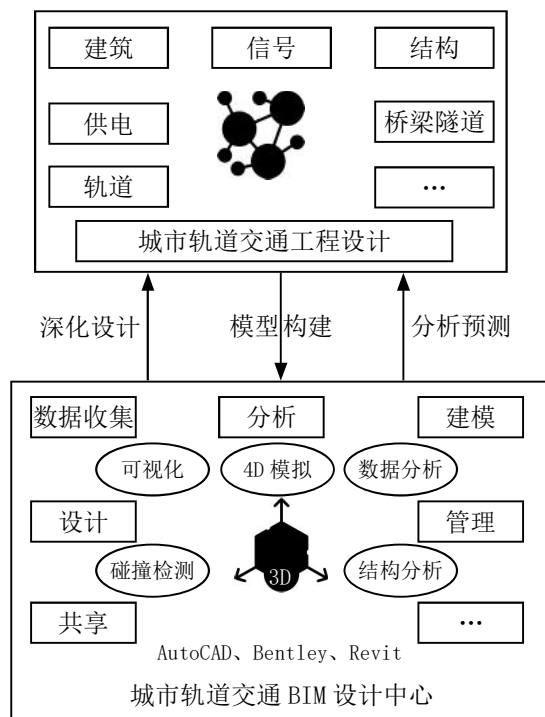 建筑 信号 结构
供电 桥梁隧道
轨道 …
城市轨道交通工程设计
深化设计 模型构建 分析预测
数据收集 分析 建模
可视化 4D 模拟 数据分析
设计 管理
碰撞检测 3D 结构分析
共享 …
AutoCAD、Bentley、Revit
城市轨道交通 BIM 设计中心